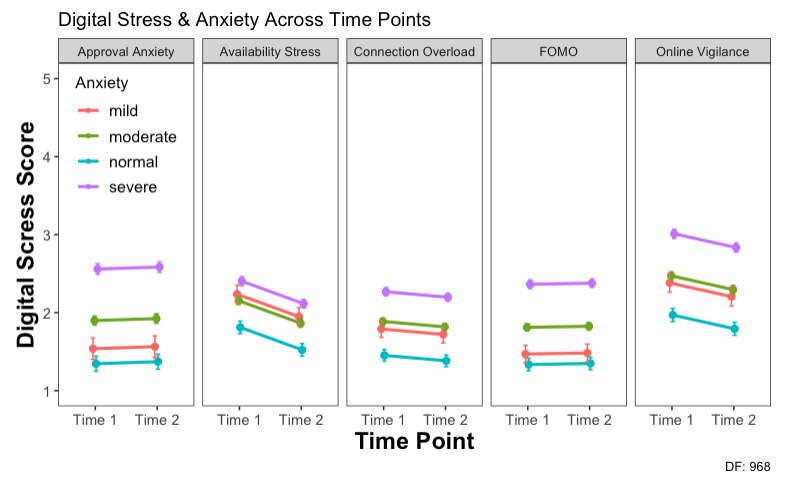 Digital Stress & Anxiety Across Time Points
Approval Anxiety
Availability Stress
Connection Overload
FOMO
Online Vigilance
Digital Scress Score
5
4
3
2
1
Anxiety
mild
moderate
normal
severe
Time 1 Time 2
Time 1 Time 2
Time 1 Time 2
Time 1 Time 2
Time 1 Time 2
Time Point
DF: 968